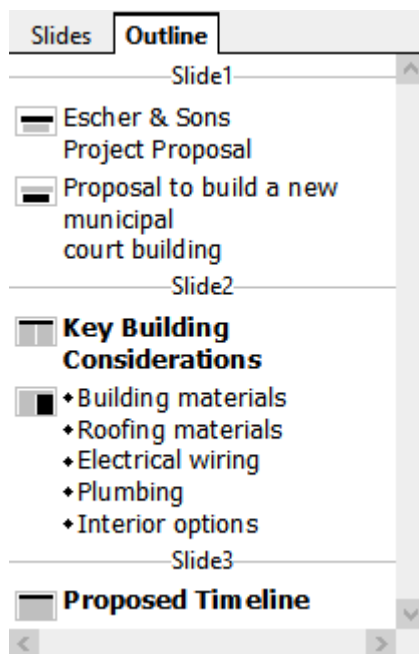 Slides Outline
Slide1
Escher & Sons
Project Proposal
Proposal to build a new
municipal
court building
Slide2
Key Building
Considerations
◆Building materials
◆Roofing materials
◆Electrical wiring
◆Plumbing
◆Interior options
Slide3
Proposed Timeline